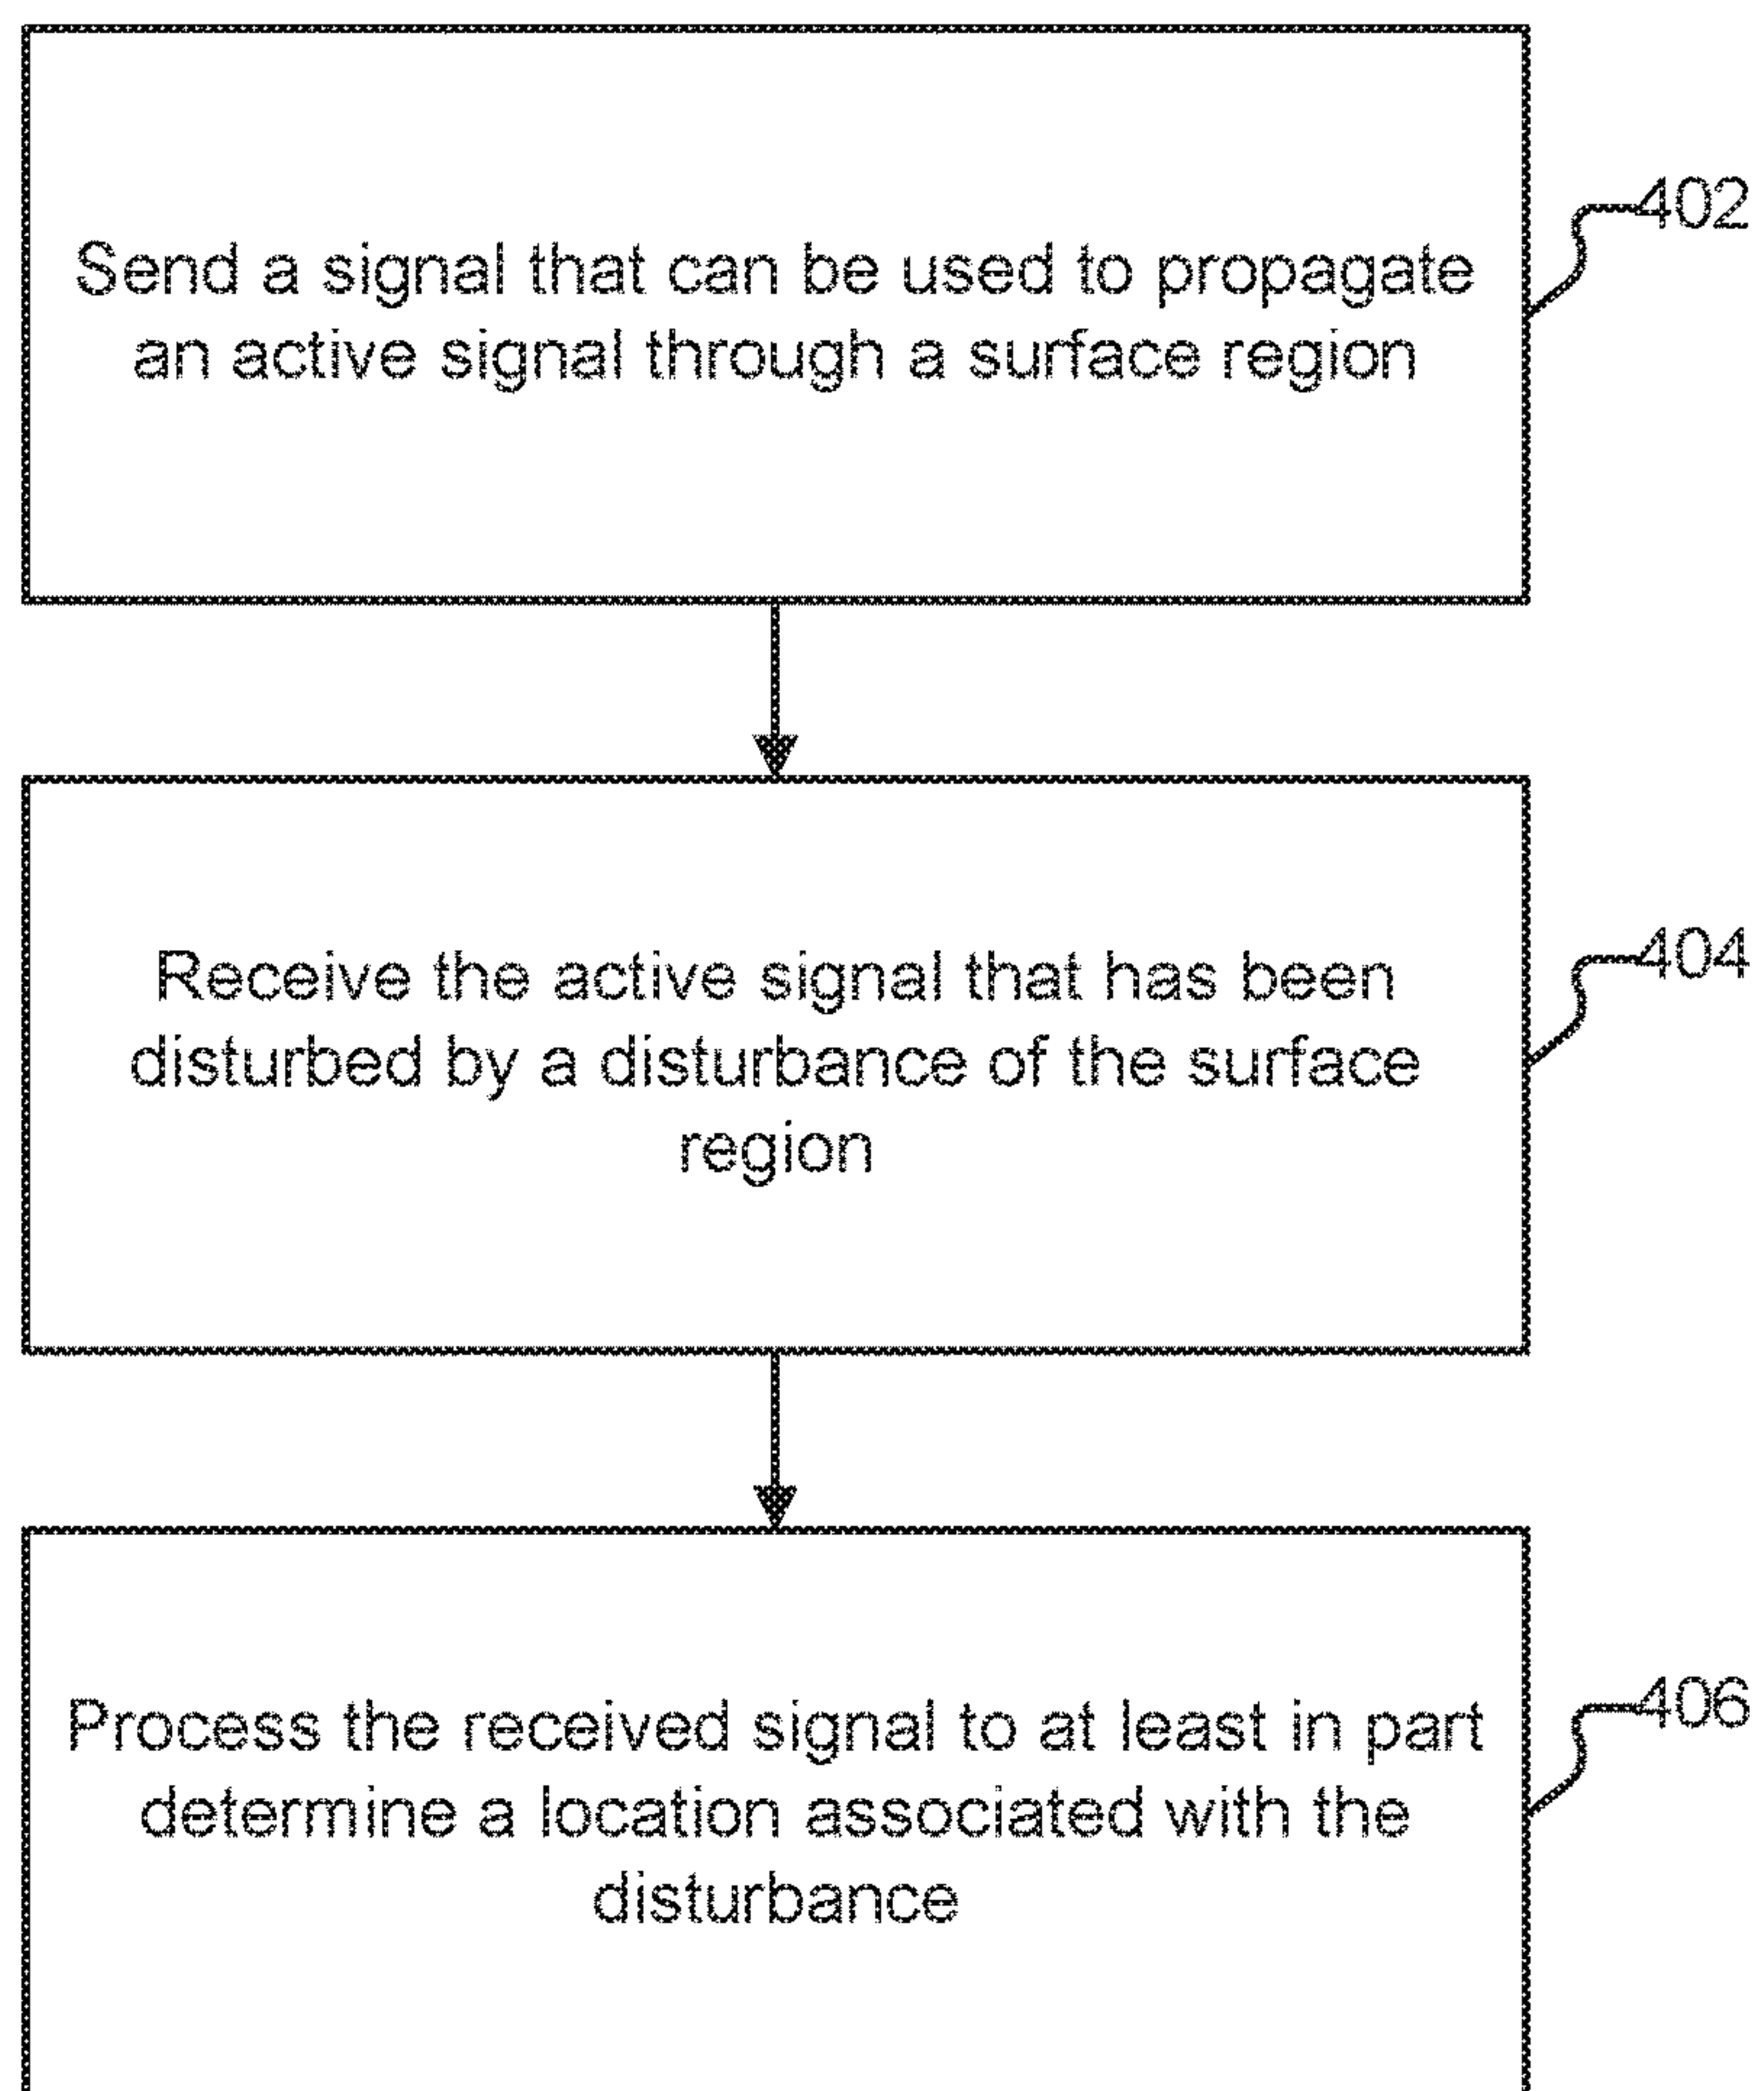 Send a signal that can be used to propagate
an active signal through a surface region
402
Receive the active signal that has been
disturbed by a disturbance of the surface
region
404
Process the received signal to at least in part
determine a location associated with the
disturbance
406